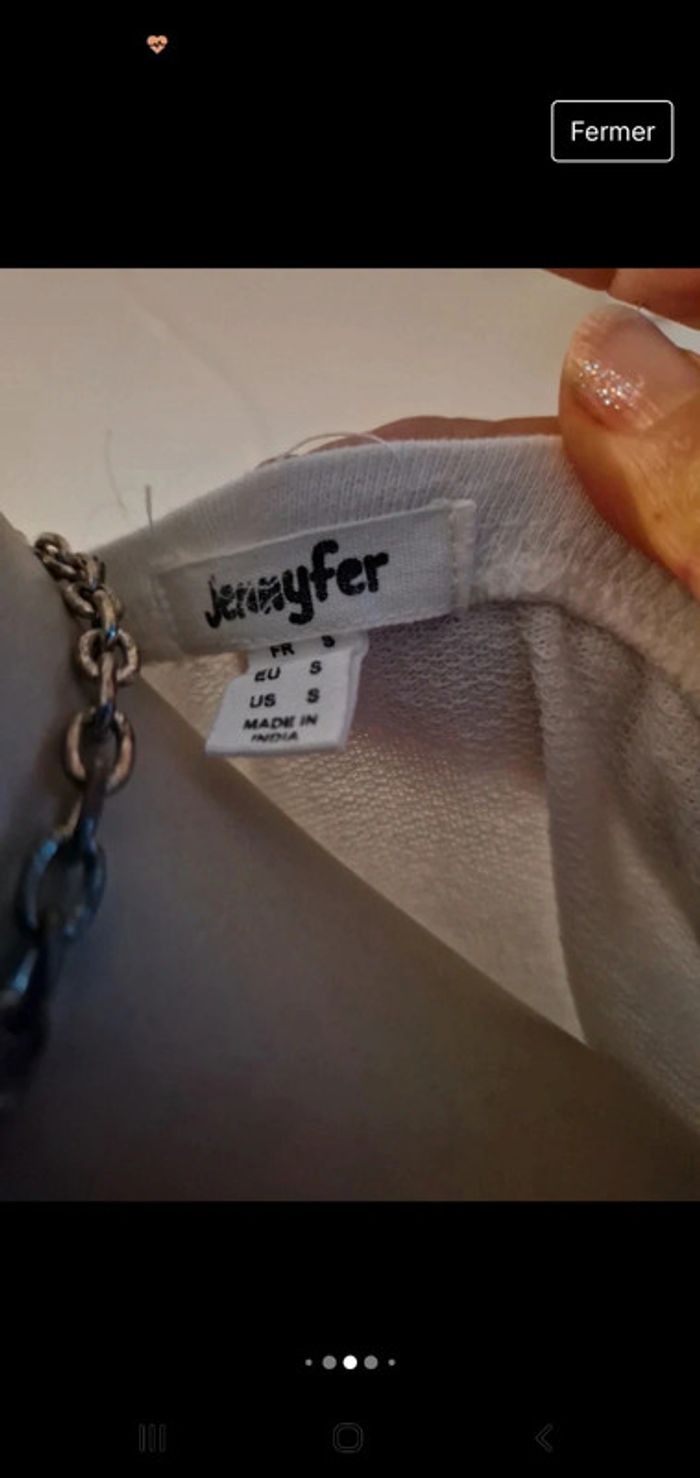 Fermer
Jennyfer
FR S
EU S
US S
MADE IN
INDIA